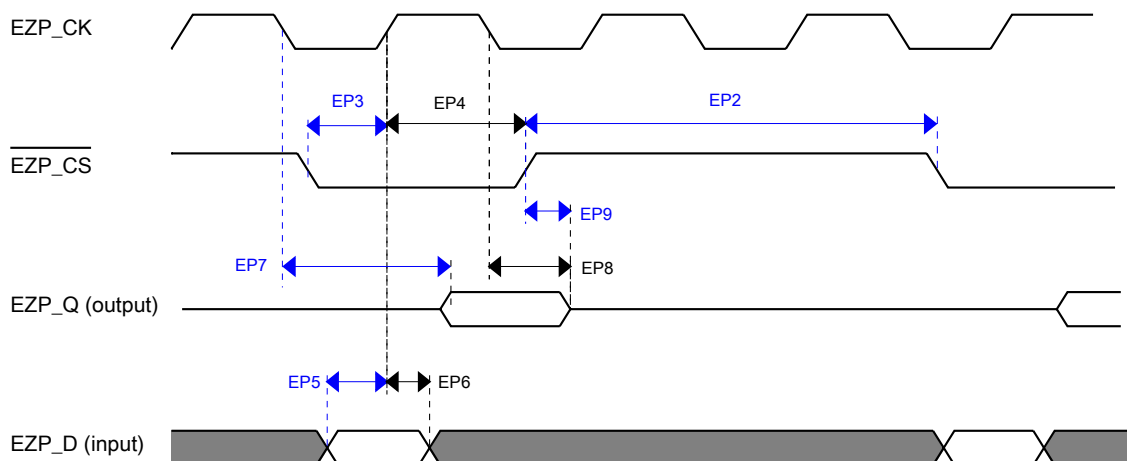 EZP_CK
EP3
EP4
EP2
EZP_CS
EP9
EP7
EP8
EZP_Q (output)
EP5
EP6
EZP_D (input)